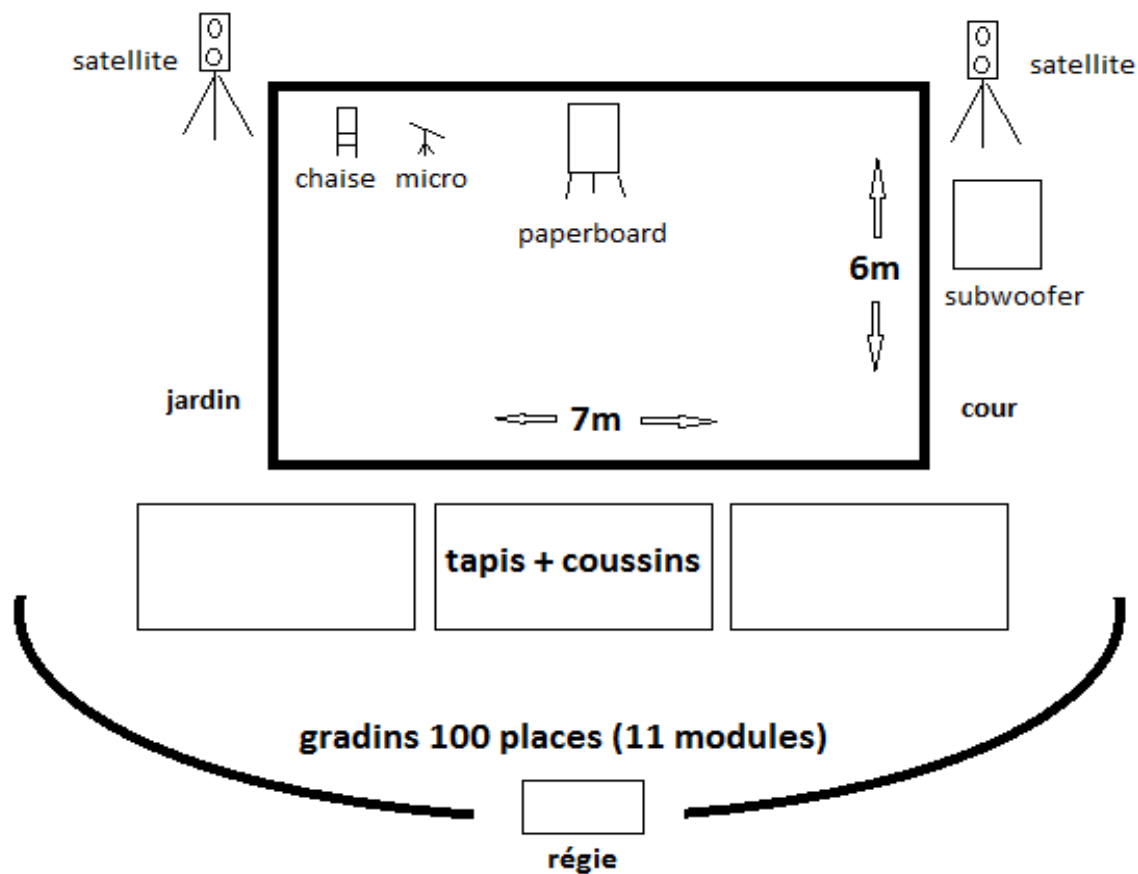 satellite
satellite
chaise
micro
paperboard
6m
subwoofer
jardin
7m
cour
tapis + coussins
gradins 100 places (11 modules)
régie